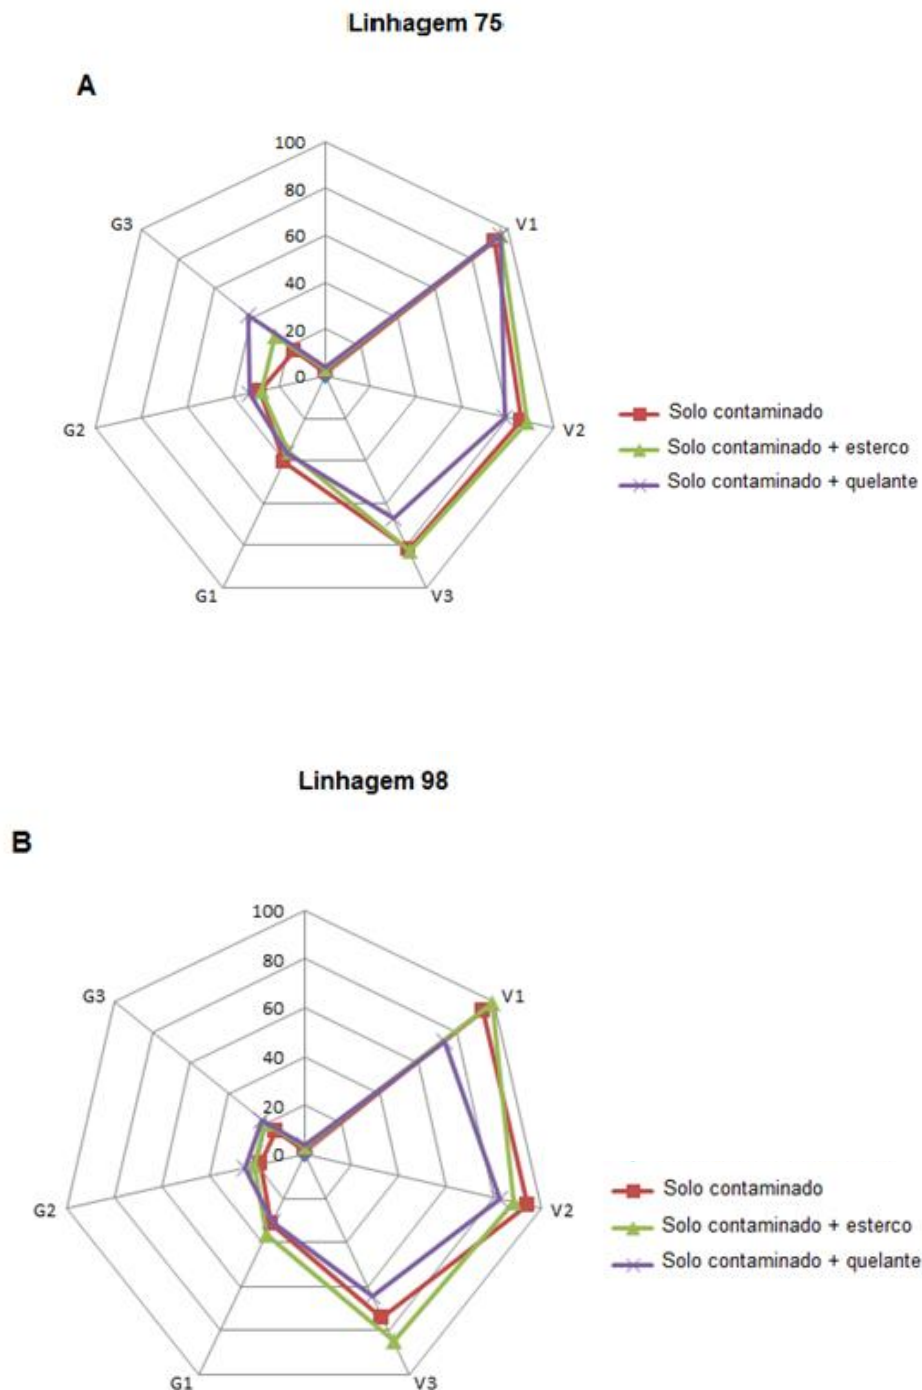 Linhagem 75
A
100
80
60
40
20
0
V1
V2
V3
G1
G2
G3
Solo contaminado
Solo contaminado + esterco
Solo contaminado + quelante
Linhagem 98
B
100
80
60
40
20
0
V1
V2
V3
G1
G2
G3
Solo contaminado
Solo contaminado + esterco
Solo contaminado + quelante